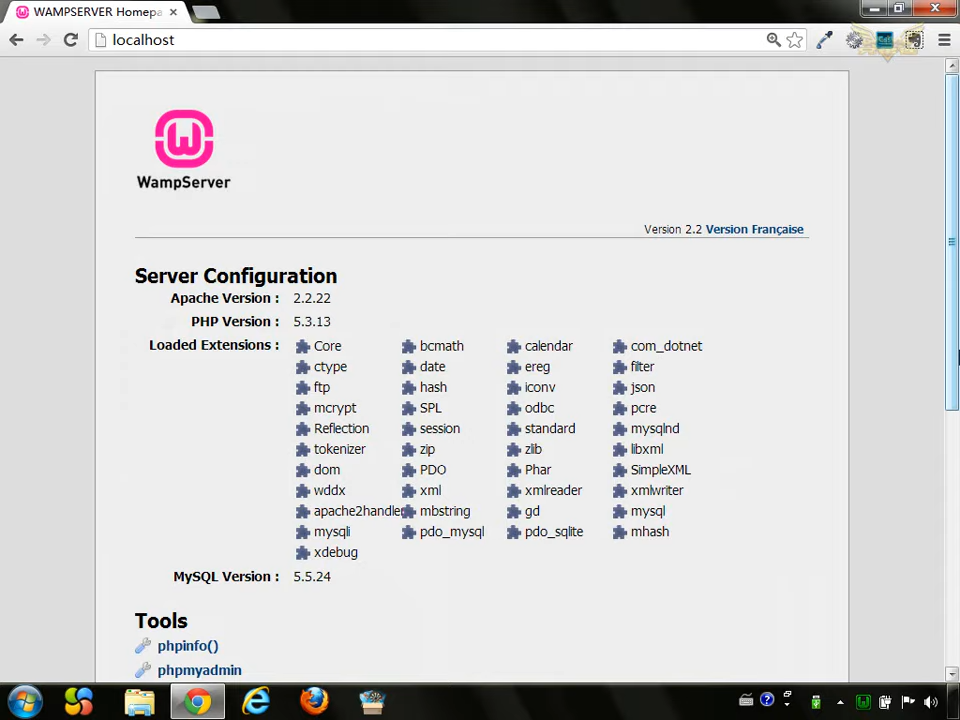 WAMPSERVER Homepa
localhost
WampServer
Version 2.2 Version Française
Server Configuration
Apache Version : 2.2.22
PHP Version : 5.3.13
Loaded Extensions : Core bcmath calendar com_dotnet
ctype date ereg filter
ftp hash iconv json
mcrypt SPL odbc pcre
Reflection session standard mysqlnd
tokenizer zip zlib libxml
dom PDO Phar SimpleXML
wddx xml xmlreader xmlwriter
apache2handler mbstring gd mysql
mysqli pdo_mysql pdo_sqlite mhash
xdebug
MySQL Version : 5.5.24
Tools
phpinfo()
phpmyadmin